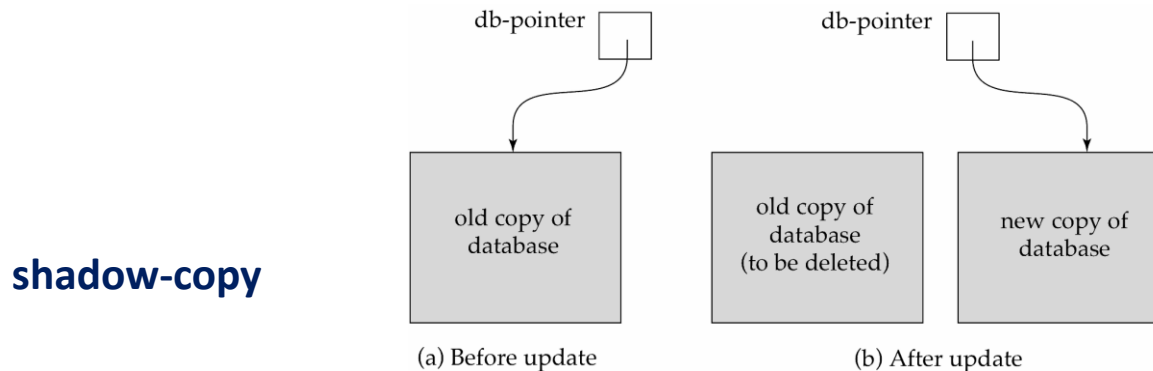 db-pointer
db-pointer
old copy of
database
old copy of
database
(to be deleted)
new copy of
database
shadow-copy
(a) Before update
(b) After update